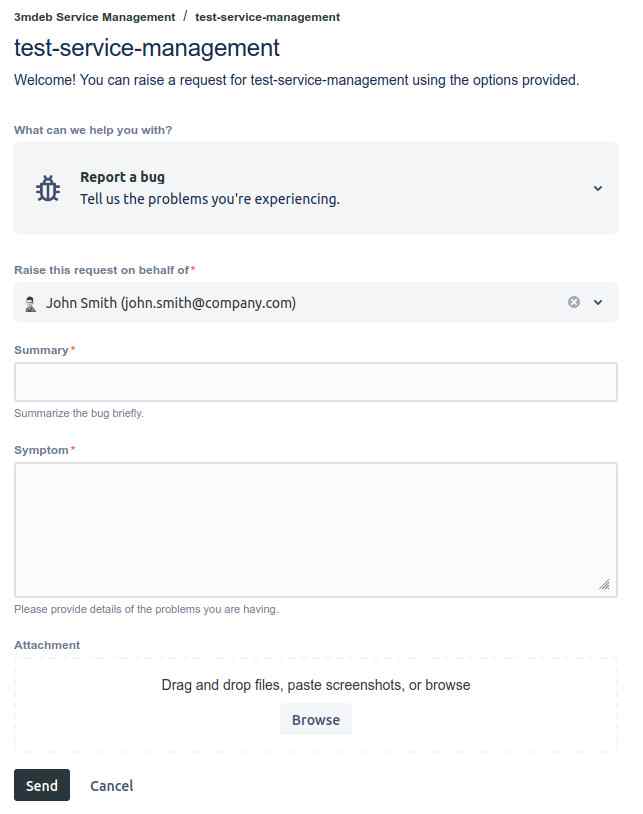 3mdeb Service Management / test-service-management
test-service-management
Welcome! You can raise a request for test-service-management using the options provided.
What can we help you with?
Report a bug
Tell us the problems you're experiencing.
Raise this request on behalf of*
John Smith (john.smith@company.com)
Summary*
Summarize the bug briefly.
Symptom*
Please provide details of the problems you are having.
Attachment
Drag and drop files, paste screenshots, or browse
Browse
Send Cancel